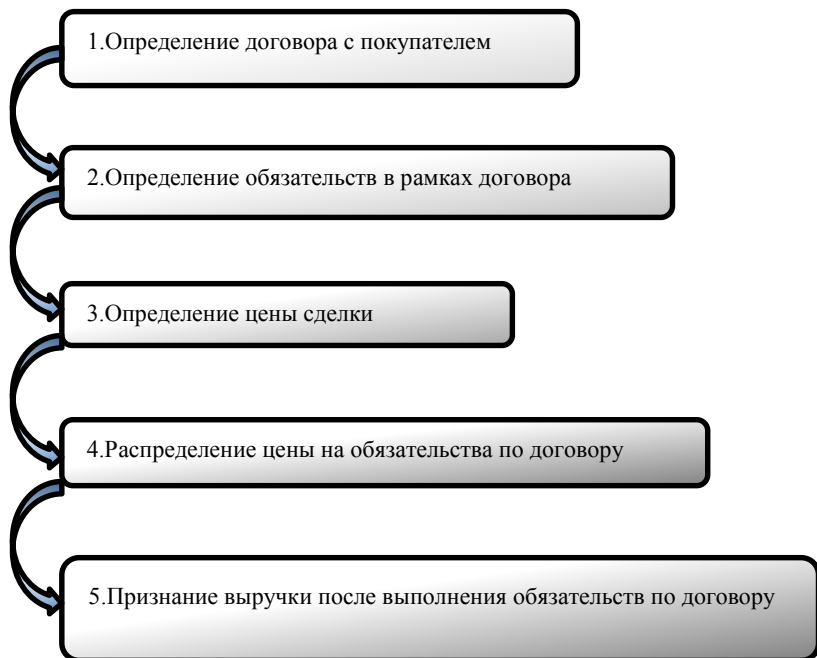 1.Определение договора с покупателем
2.Определение обязательств в рамках договора
3.Определение цены сделки
4.Распределение цены на обязательства по договору
5.Признание выручки после выполнения обязательств по договору